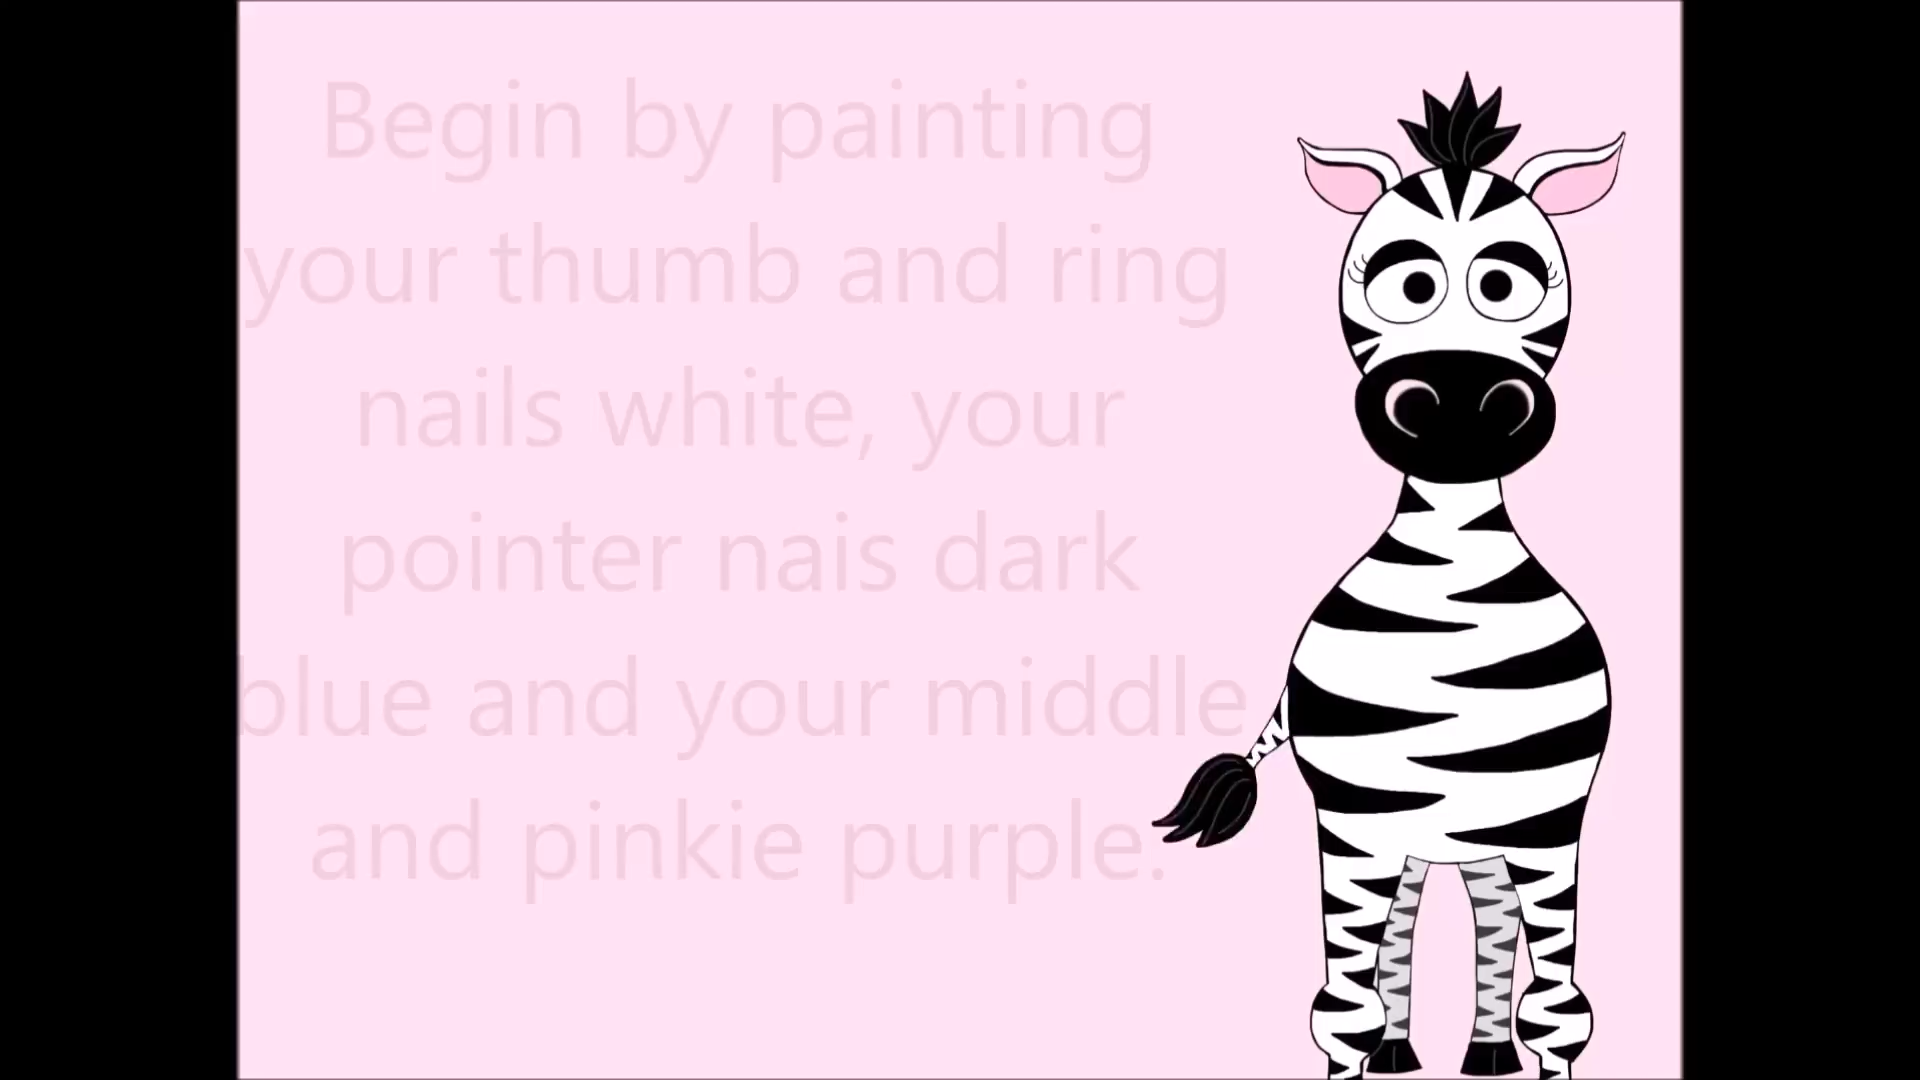 Begin by painting
your thumb and ring
nails white, your
pointer nais dark
blue and your middle
and pinkie purple.